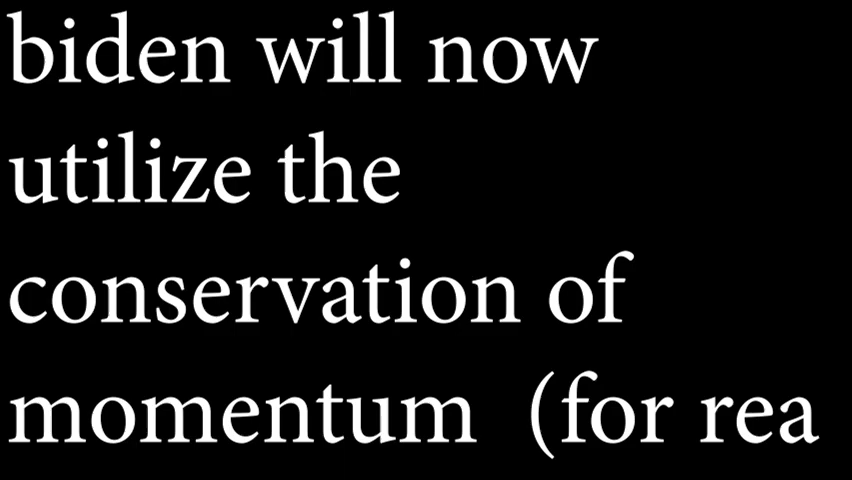 biden will now
utilize the
conservation of
momentum  (for rea